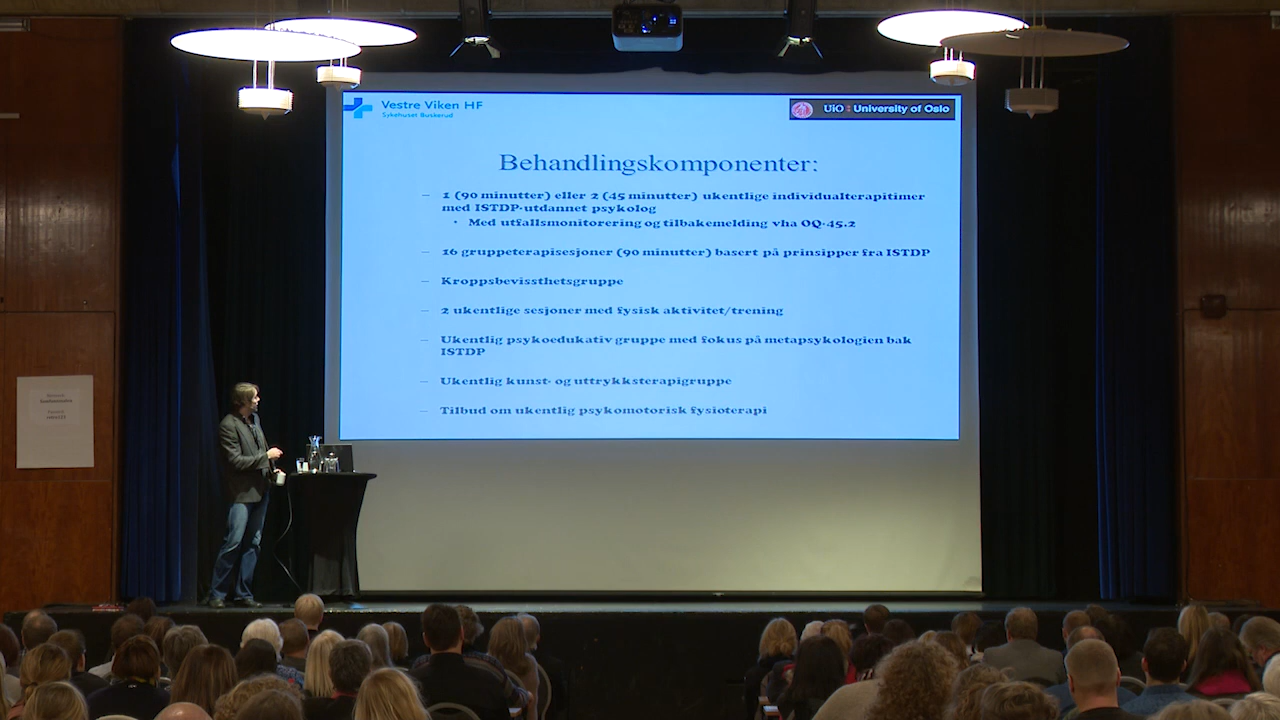 Vestre Viken HF
Sykehuset Buskerud
UiO : University of Oslo
Behandlingskomponenter:
– 1 (90 minutter) eller 2 (45 minutter) ukentlige individualterapitimer
med ISTDP-utdannet psykolog
• Med utfallsmonitorering og tilbakemelding vha OQ-45.2
– 16 gruppeterapisesjoner (90 minutter) basert på prinsipper fra ISTDP
– Kroppsbevissthetsgruppe
– 2 ukentlige sesjoner med fysisk aktivitet/trening
– Ukentlig psykoedukativ gruppe med fokus på metapsykologien bak
ISTDP
– Ukentlig kunst- og uttrykksterapigruppe
– Tilbud om ukentlig psykomotorisk fysioterapi